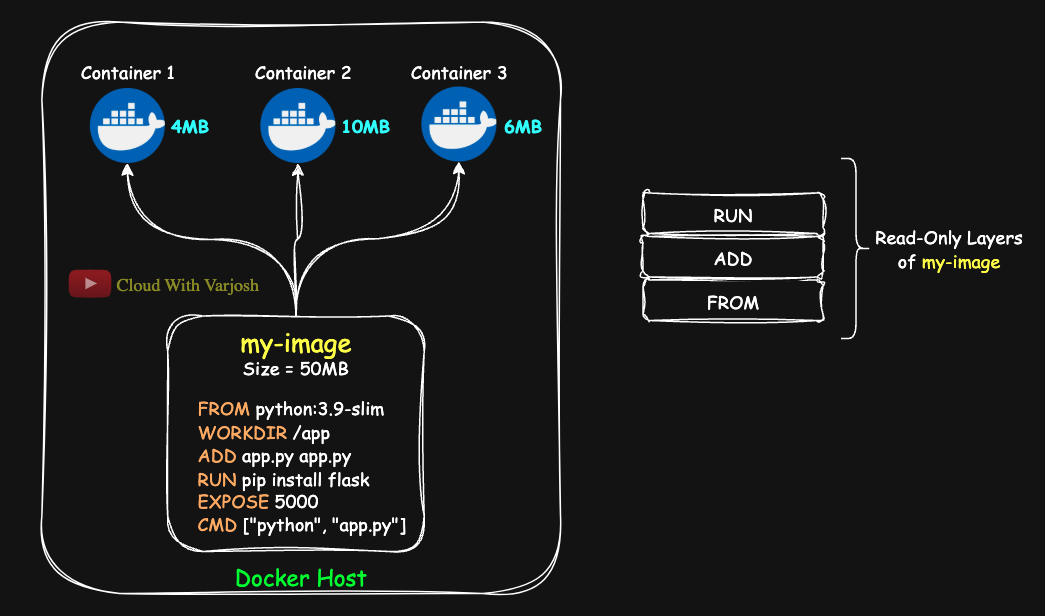 Container 1
Container 2
Container 3
4MB
10MB
6MB
Cloud With Varjosh
my-image
Size = 50MB
FROM python:3.9-slim
WORKDIR /app
ADD app.py app.py
RUN pip install flask
EXPOSE 5000
CMD ["python", "app.py"]
Docker Host
RUN
ADD
FROM
Read-Only Layers
of my-image